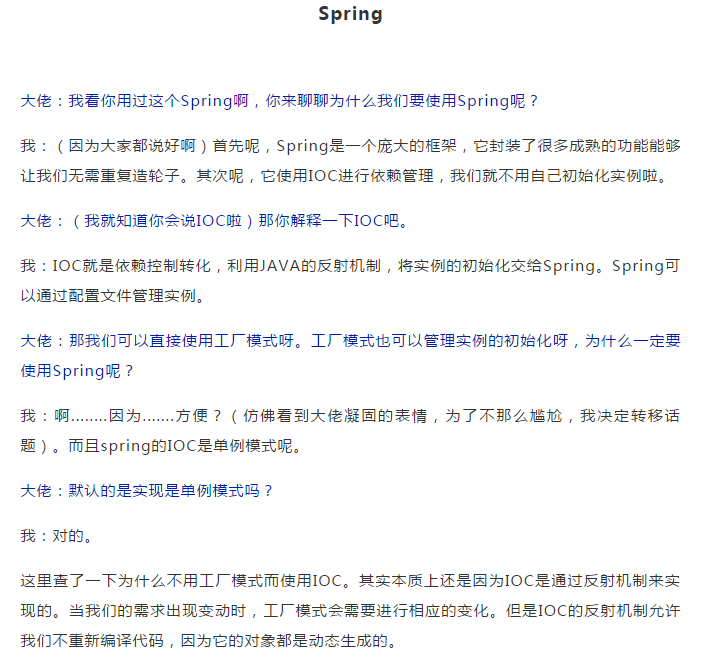 Spring
大佬：我看你用过这个Spring啊，你来聊聊为什么我们要使用Spring呢？
我：（因为大家都说好啊）首先呢，Spring是一个庞大的框架，它封装了很多成熟的功能能够
让我们无需重复造轮子。其次呢，它使用IOC进行依赖管理，我们就不用自己初始化实例啦。
大佬：（我就知道你会说IOC啦）那你解释一下IOC吧。
我：IOC就是依赖控制转化，利用JAVA的反射机制，将实例的初始化交给Spring。Spring可
以通过配置文件管理实例。
大佬：那我们可以直接使用工厂模式呀。工厂模式也可以管理实例的初始化呀，为什么一定要
使用Spring呢？
我：啊........因为.......方便？（仿佛看到大佬凝固的表情，为了不那么尴尬，我决定转移话
题）。而且spring的IOC是单例模式呢。
大佬：默认的是实现是单例模式吗？
我：对的。
这里查了一下为什么不用工厂模式而使用IOC。其实本质上还是因为IOC是通过反射机制来实
现的。当我们的需求出现变动时，工厂模式会需要进行相应的变化。但是IOC的反射机制允许
我们不重新编译代码，因为它的对象都是动态生成的。